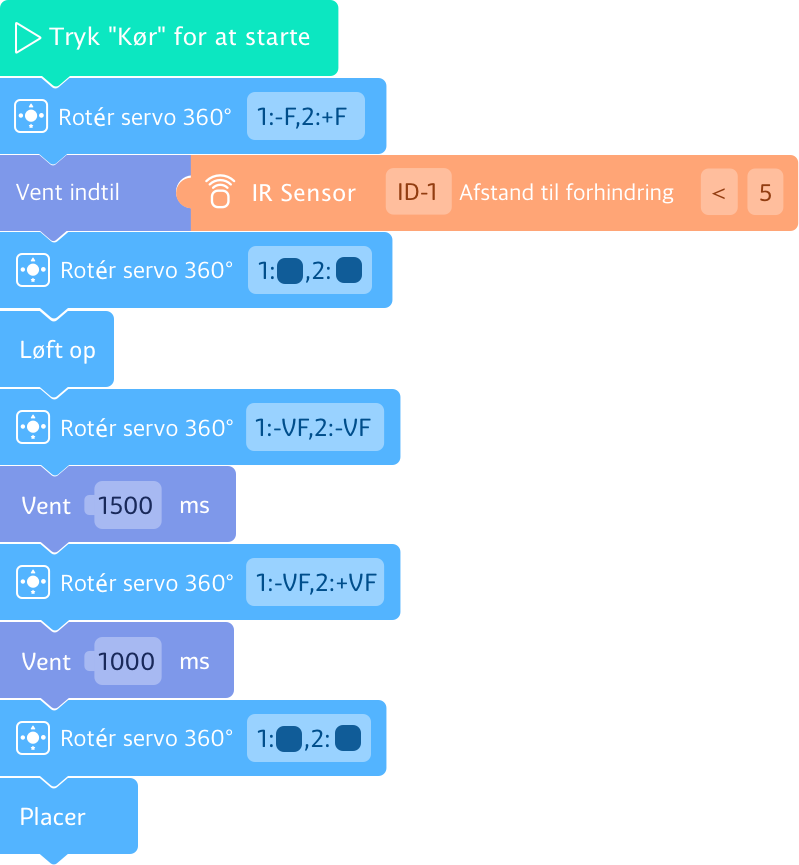 Tryk "Kør" for at starte
Rotér servo 360° 1:-F,2:+F
Vent indtil IR Sensor ID-1 Afstand til forhindring < 5
Rotér servo 360° 1: ,2:
Løft op
Rotér servo 360° 1:-VF,2:-VF
Vent 1500 ms
Rotér servo 360° 1:-VF,2:+VF
Vent 1000 ms
Rotér servo 360° 1: ,2:
Placer